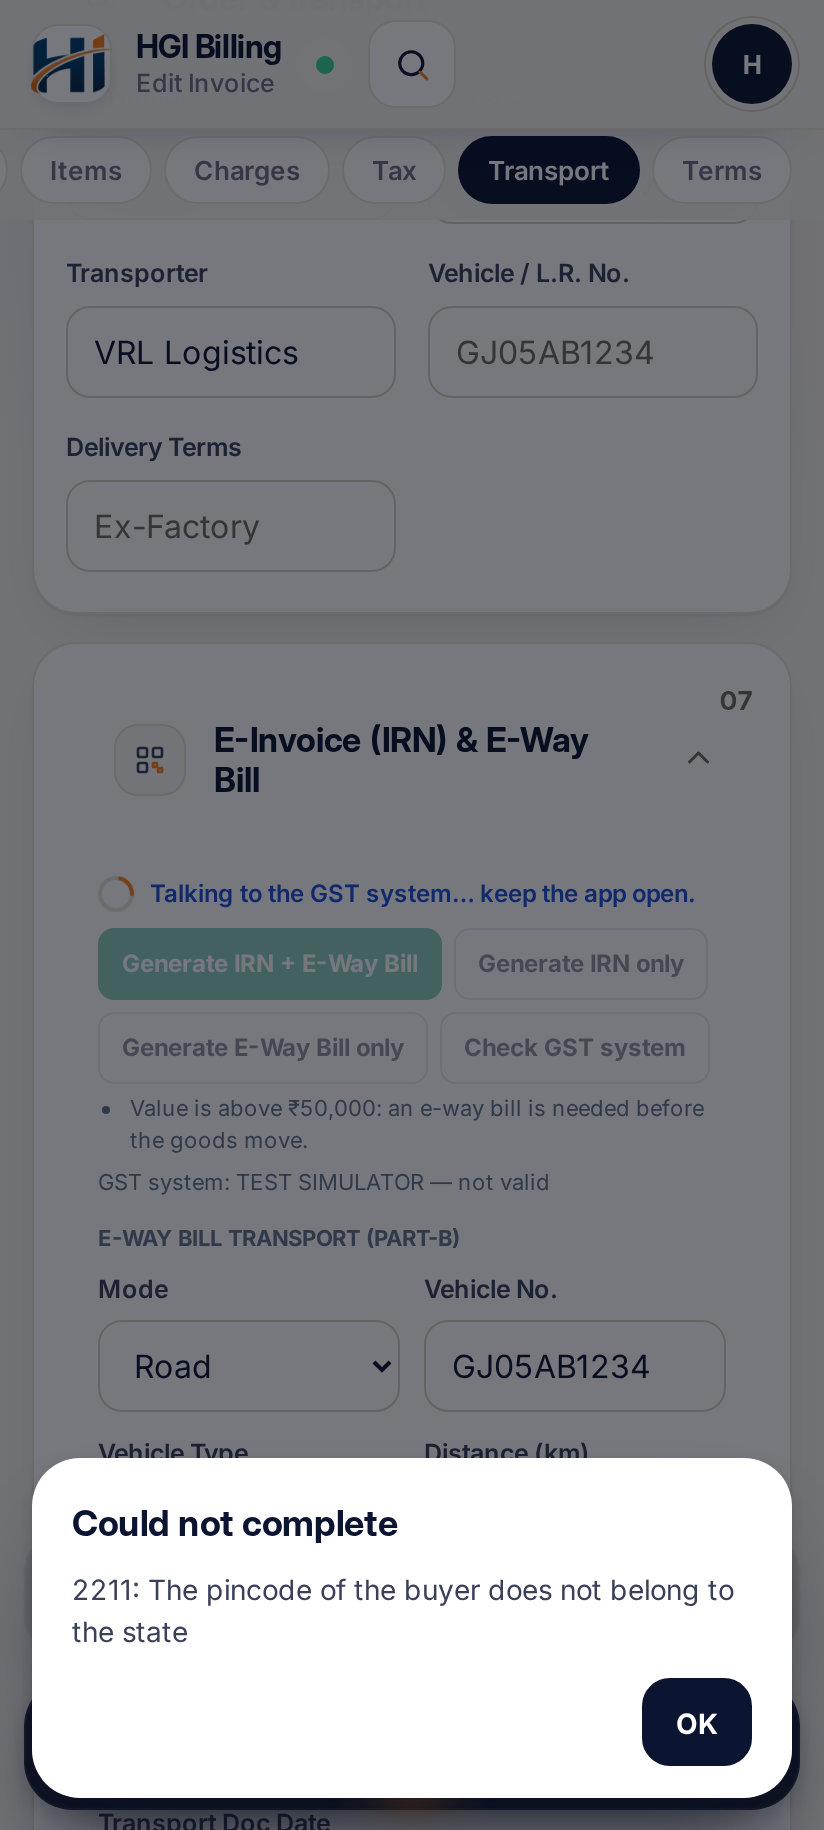 HGI Billing
Edit Invoice
H
Items
Charges
Tax
Transport
Terms
Transporter
Vehicle / L.R. No.
VRL Logistics
GJ05AB1234
Delivery Terms
Ex-Factory
07
E-Invoice (IRN) & E-Way
Bill
Talking to the GST system... keep the app open.
Generate IRN + E-Way Bill
Generate IRN only
Generate E-Way Bill only
Check GST system
• Value is above ₹50,000: an e-way bill is needed before
the goods move.
GST system: TEST SIMULATOR — not valid
E-WAY BILL TRANSPORT (PART-B)
Mode
Vehicle No.
Road
GJ05AB1234
Vehicle Type
Distance (km)
Could not complete
2211: The pincode of the buyer does not belong to
the state
OK
Transport Doc Date